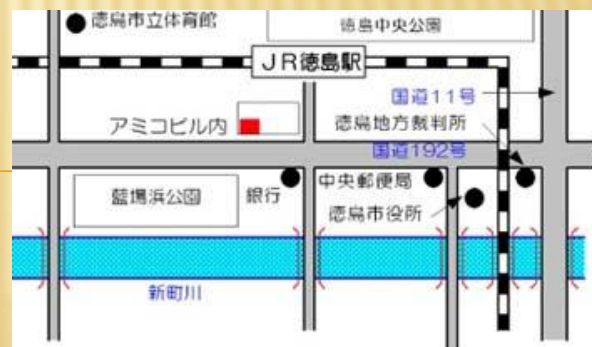 徳島市立体育館
徳島中央公園
JR徳島駅
国道11号
アミコビル内
徳島地方裁判所
国道192号
藍場浜公園
銀行
中央郵便局
徳島市役所
新町川